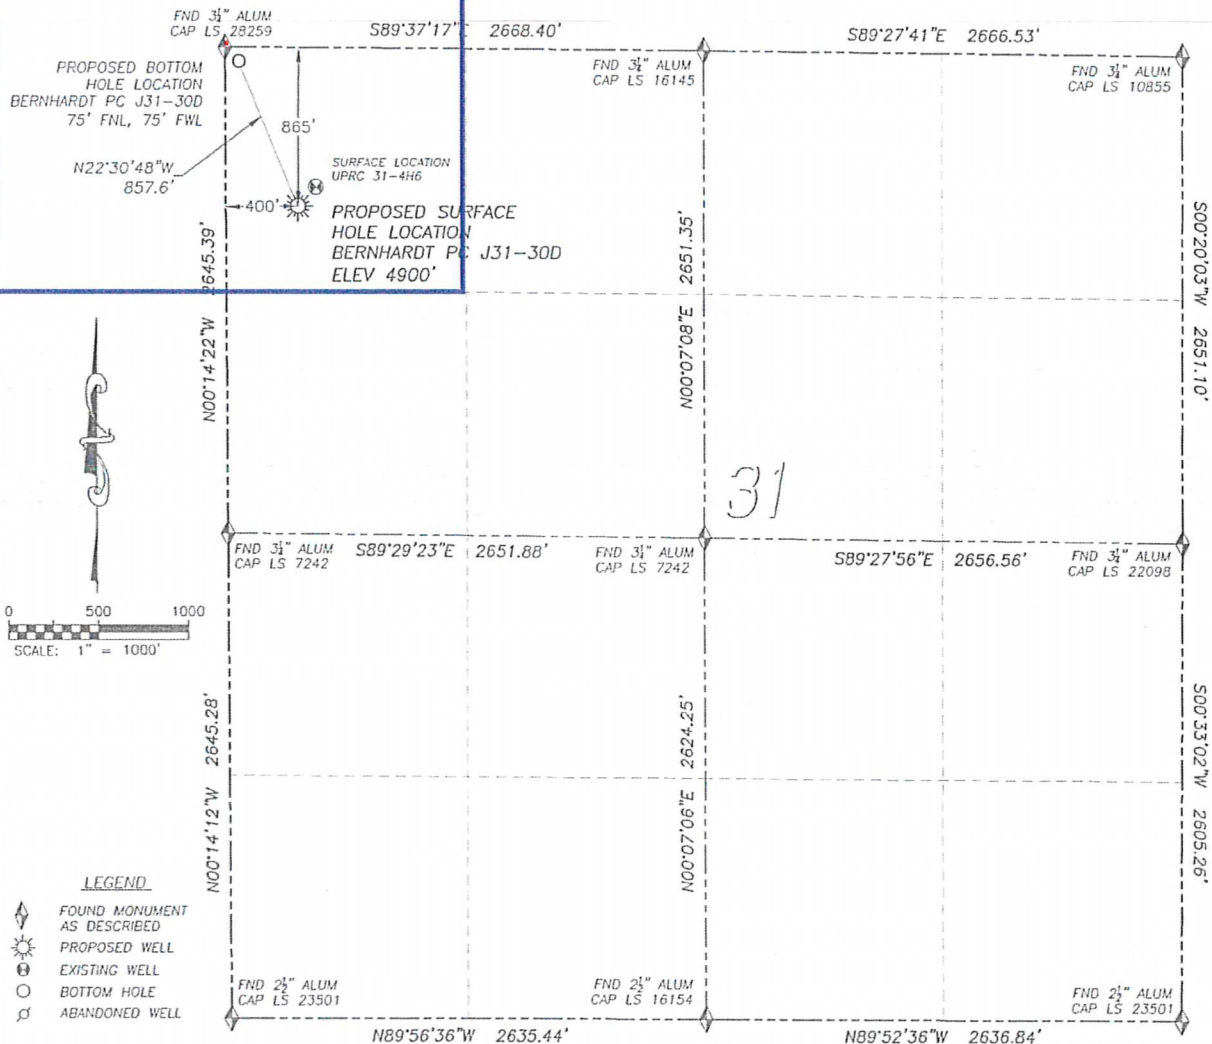 FND 3¼" ALUM
CAP LS 28259
S89°37'17"E 2668.40'
S89°27'41"E 2666.53'
PROPOSED BOTTOM
HOLE LOCATION
BERNHARDT PC J31-30D
75' FNL, 75' FWL
FND 3¼" ALUM
CAP LS 16145
FND 3¼" ALUM
CAP LS 10855
865'
N22°30'48"W
857.6'
SURFACE LOCATION
UPRC 31-4H6
400'
PROPOSED SURFACE
HOLE LOCATION
BERNHARDT PC J31-30D
ELEV 4900'
N00°14'22"W 2645.39'
N00°07'08"E 2651.35'
S00°20'03"W 2651.10'
31
FND 3¼" ALUM
CAP LS 7242
S89°29'23"E 2651.88'
FND 3¼" ALUM
CAP LS 7242
S89°27'56"E 2656.56'
FND 3¼" ALUM
CAP LS 22098
0 500 1000
SCALE: 1" = 1000'
N00°14'12"W 2645.28'
N00°07'06"E 2624.25'
S00°33'02"W 2605.26'
LEGEND
FOUND MONUMENT
AS DESCRIBED
PROPOSED WELL
EXISTING WELL
BOTTOM HOLE
ABANDONED WELL
FND 2½" ALUM
CAP LS 23501
FND 2½" ALUM
CAP LS 16154
FND 2½" ALUM
CAP LS 23501
N89°56'36"W 2635.44'
N89°52'36"W 2636.84'